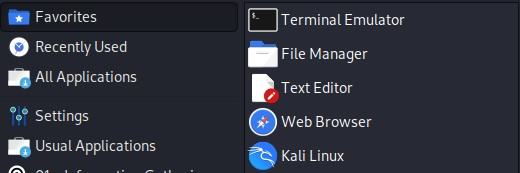 Favorites
Recently Used
All Applications
Settings
Usual Applications
Terminal Emulator
File Manager
Text Editor
Web Browser
Kali Linux